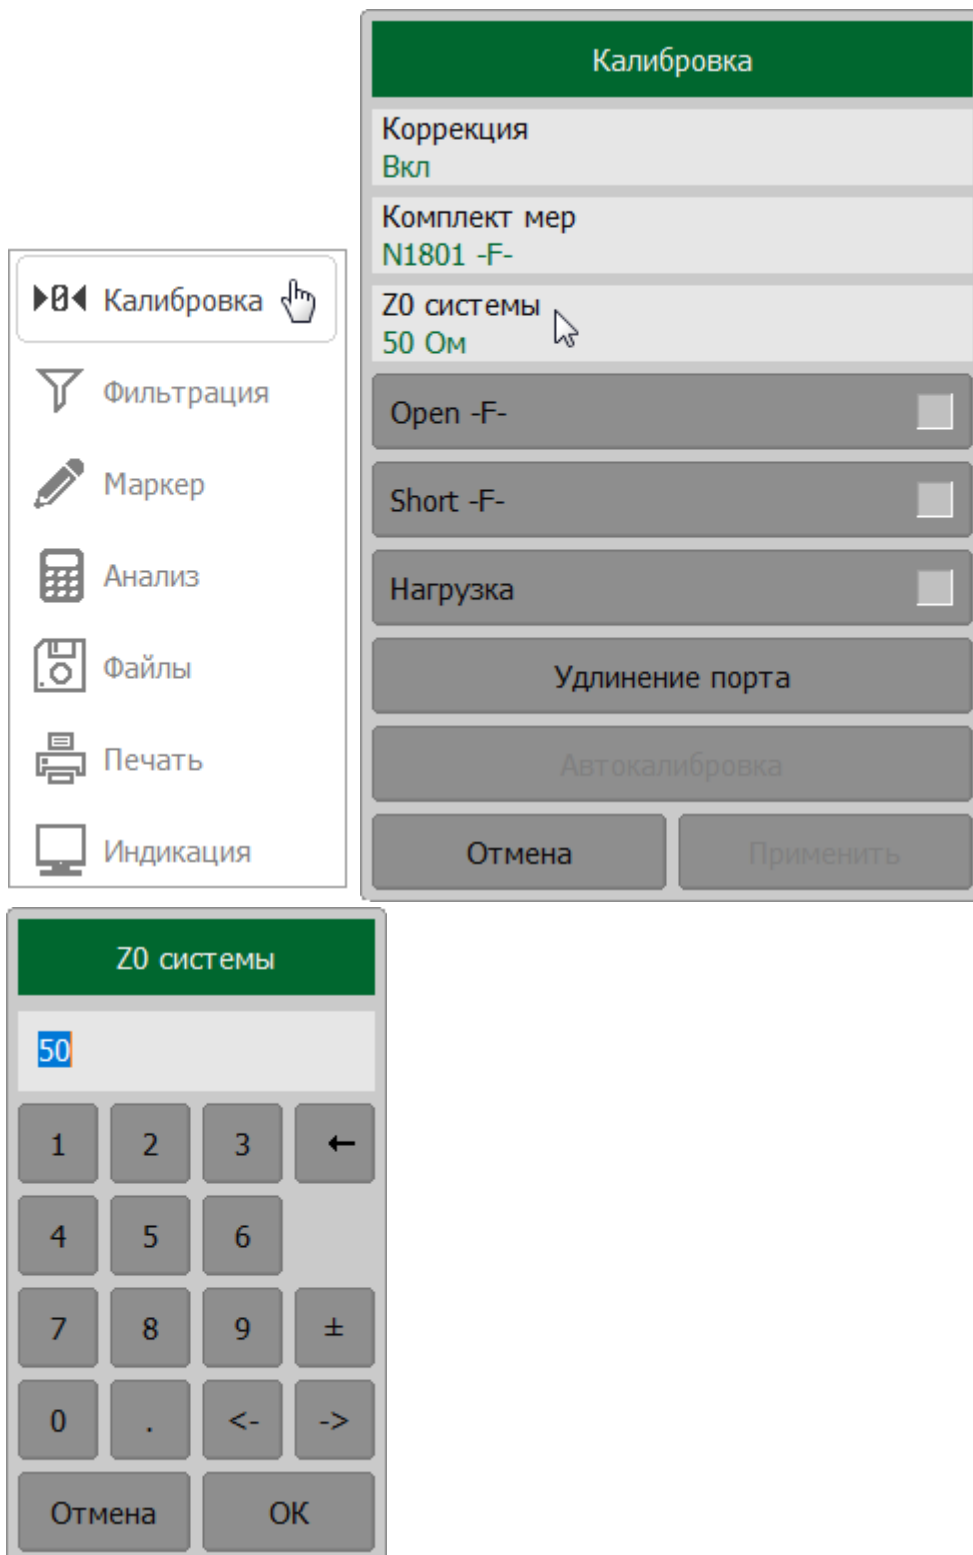 ▶0◀ Калибровка
Фильтрация
Маркер
Анализ
Файлы
Печать
Индикация
Калибровка
Коррекция
Вкл
Комплект мер
N1801 -F-
Z0 системы
50 Ом
Open -F-
Short -F-
Нагрузка
Удлинение порта
Автокалибровка
Отмена Применить
Z0 системы
50
1 2 3 ←
4 5 6
7 8 9 ±
0 . <- ->
Отмена OK